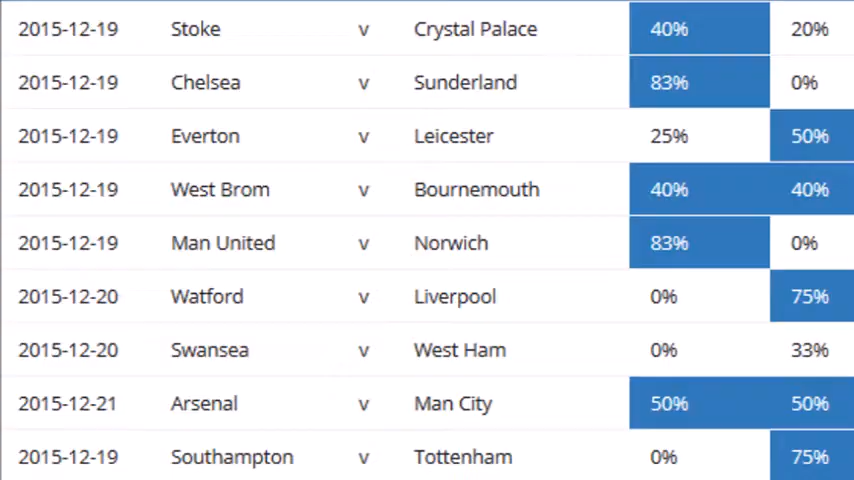 2015-12-19 Stoke v Crystal Palace 40% 20%
2015-12-19 Chelsea v Sunderland 83% 0%
2015-12-19 Everton v Leicester 25% 50%
2015-12-19 West Brom v Bournemouth 40% 40%
2015-12-19 Man United v Norwich 83% 0%
2015-12-20 Watford v Liverpool 0% 75%
2015-12-20 Swansea v West Ham 0% 33%
2015-12-21 Arsenal v Man City 50% 50%
2015-12-19 Southampton v Tottenham 0% 75%